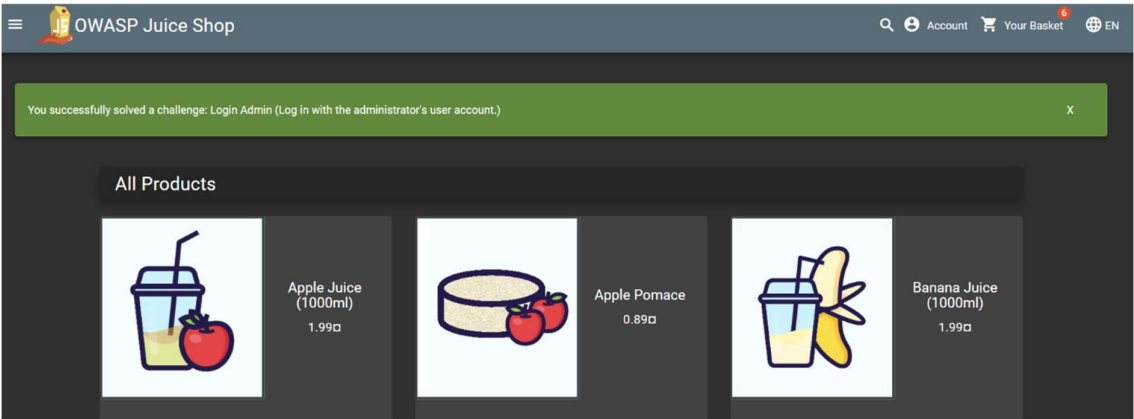 OWASP Juice Shop
Account
Your Basket
6
EN
You successfully solved a challenge: Login Admin (Log in with the administrator's user account.)
X
All Products
Apple Juice
(1000ml)
1.99¤
Apple Pomace
0.89¤
Banana Juice
(1000ml)
1.99¤